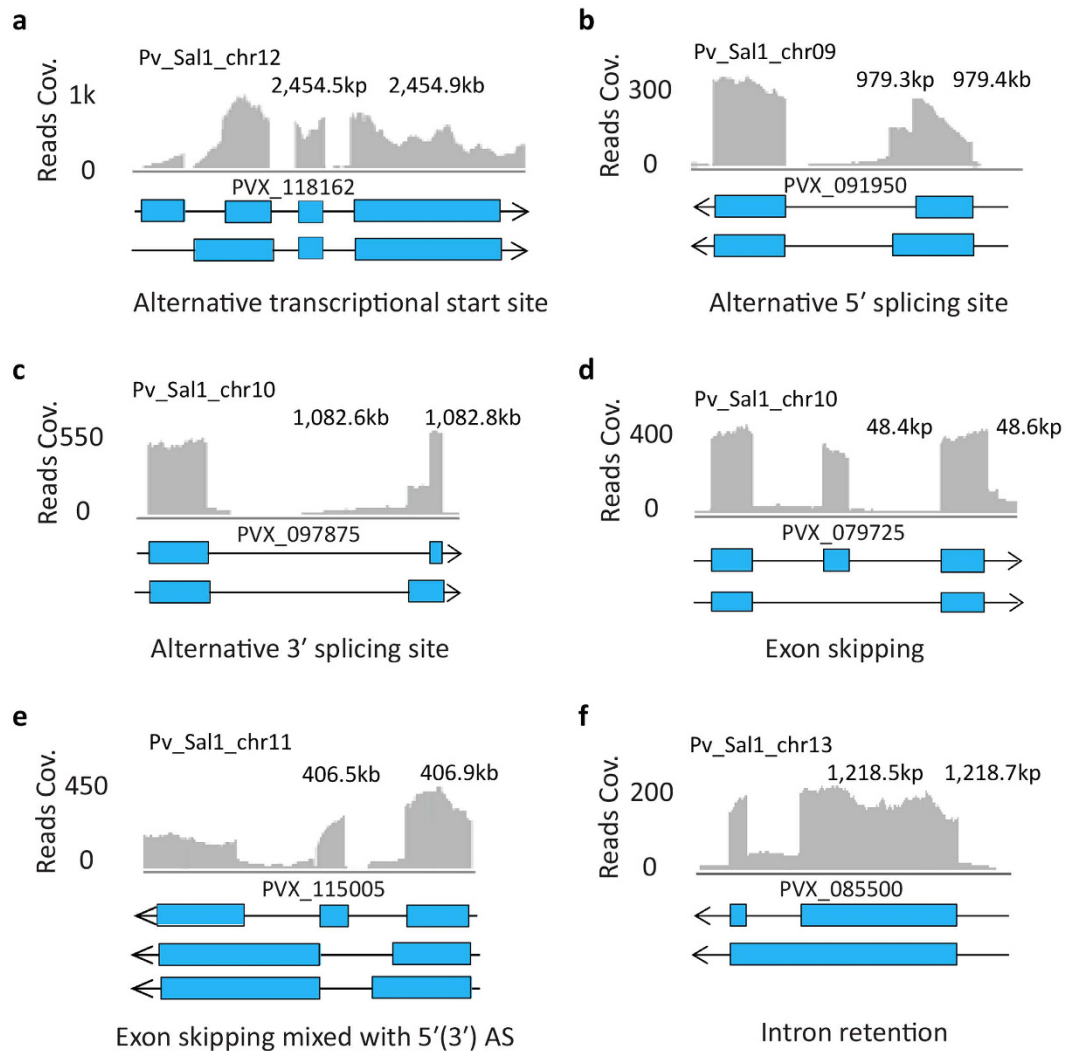 a
Pv_Sal1_chr12
2,454.5kp 2,454.9kb
Reads Cov.
1k
0
PVX_118162
Alternative transcriptional start site
b
Pv_Sal1_chr09
979.3kp 979.4kb
Reads Cov.
300
0
PVX_091950
Alternative 5′ splicing site
c
Pv_Sal1_chr10
1,082.6kb 1,082.8kb
Reads Cov.
550
0
PVX_097875
Alternative 3′ splicing site
d
Pv_Sal1_chr10
48.4kp 48.6kp
Reads Cov.
400
0
PVX_079725
Exon skipping
e
Pv_Sal1_chr11
406.5kb 406.9kb
Reads Cov.
450
0
PVX_115005
Exon skipping mixed with 5′(3′) AS
f
Pv_Sal1_chr13
1,218.5kp 1,218.7kp
Reads Cov.
200
0
PVX_085500
Intron retention